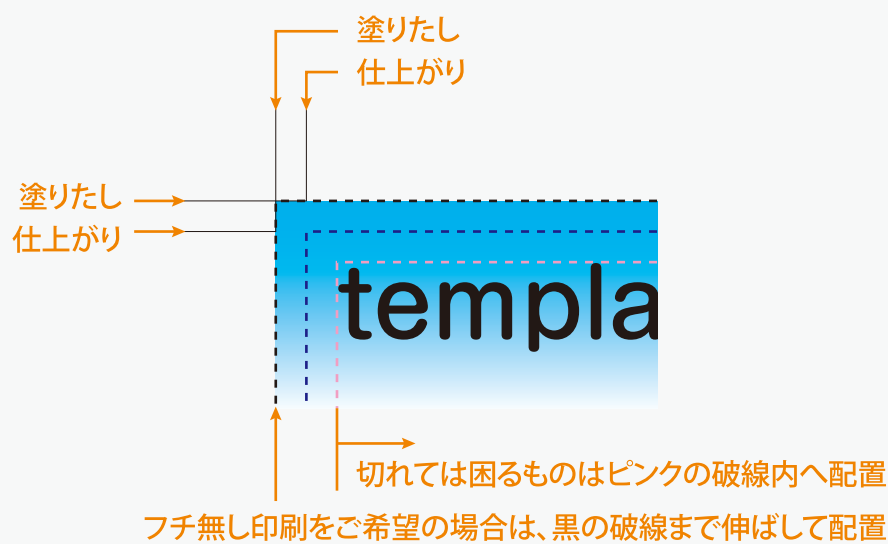 塗りたし
仕上がり
塗りたし
仕上がり
templa
切れては困るものはピンクの破線内へ配置
フチ無し印刷をご希望の場合は、黒の破線まで伸ばして配置